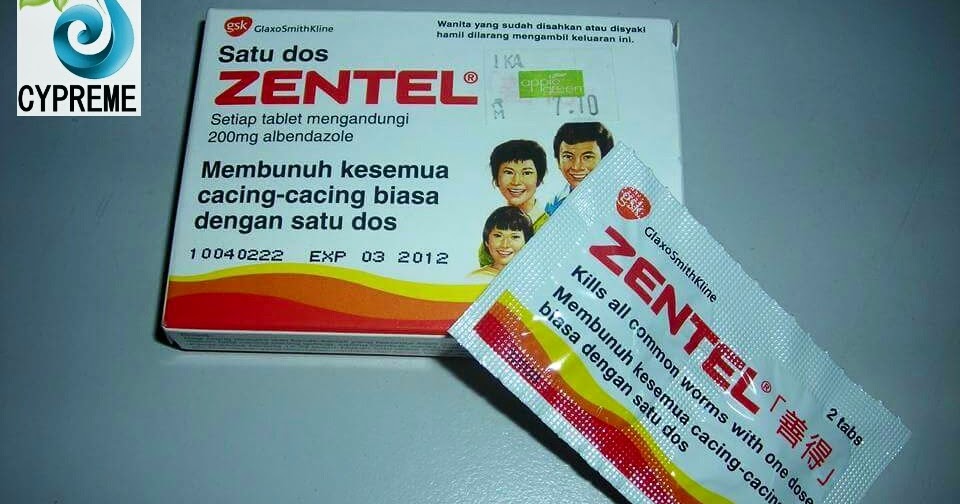 CYPREME
gsk GlaxoSmithKline
Wanita yang sudah disahkan atau disyaki
hamil dilarang mengambil keluaran ini.
Satu dos
ZENTEL®
Setiap tablet mengandungi
200mg albendazole
1KA
apple green
RM 7.10
Membunuh kesemua
cacing-cacing biasa
dengan satu dos
10040222 EXP 03 2012
gsk GlaxoSmithKline
ZENTEL®「善得」
2 tabs
Kills all common worms with one dose
Membunuh kesemua cacing-cacing
biasa dengan satu dos